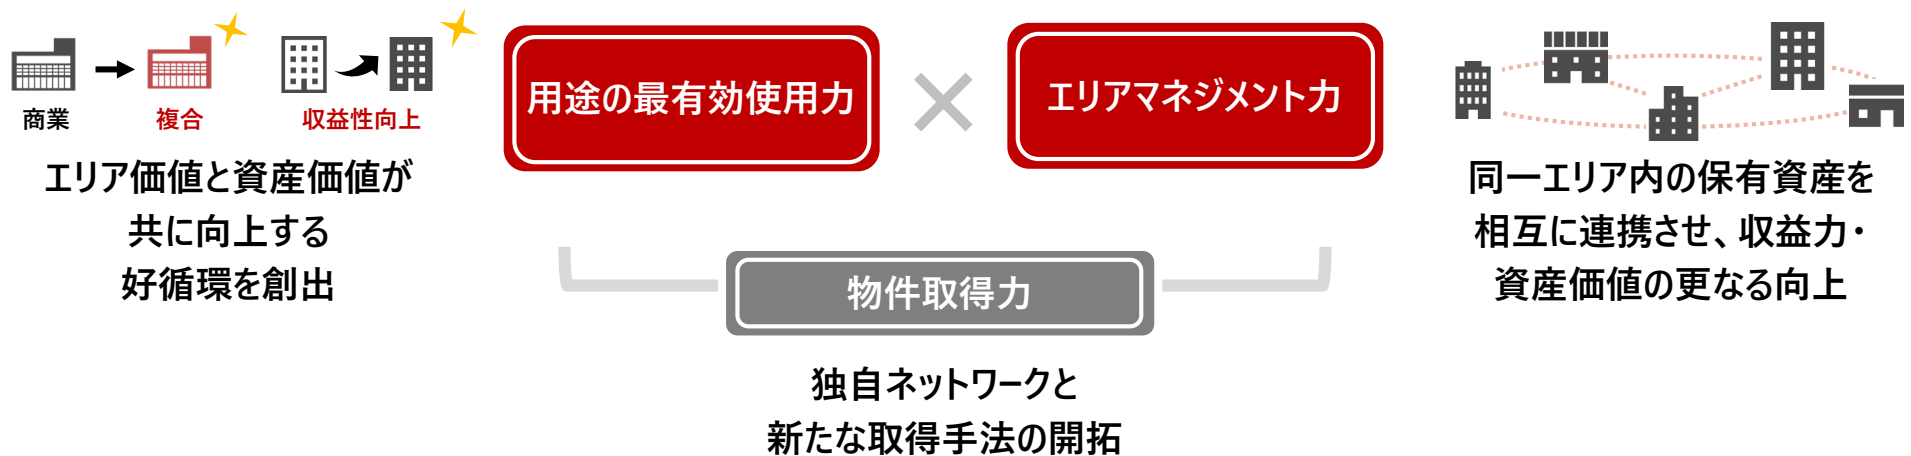 商業
複合
収益性向上
エリア価値と資産価値が
共に向上する
好循環を創出
用途の最有効使用力
×
エリアマネジメント力
同一エリア内の保有資産を
相互に連携させ、収益力・
資産価値の更なる向上
物件取得力
独自ネットワークと
新たな取得手法の開拓